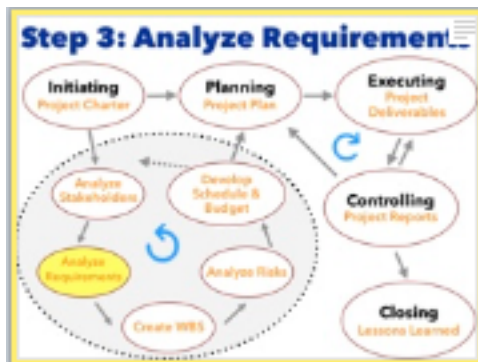 Step 3: Analyze Requirements
Initiating
Project Charter
Planning
Project Plan
Executing
Project
Deliverables
Analyze
Stakeholders
Develop
Schedule &
Budget
Controlling
Project Reports
Analyze
Requirements
Analyze Risks
Create WBS
Closing
Lessons Learned